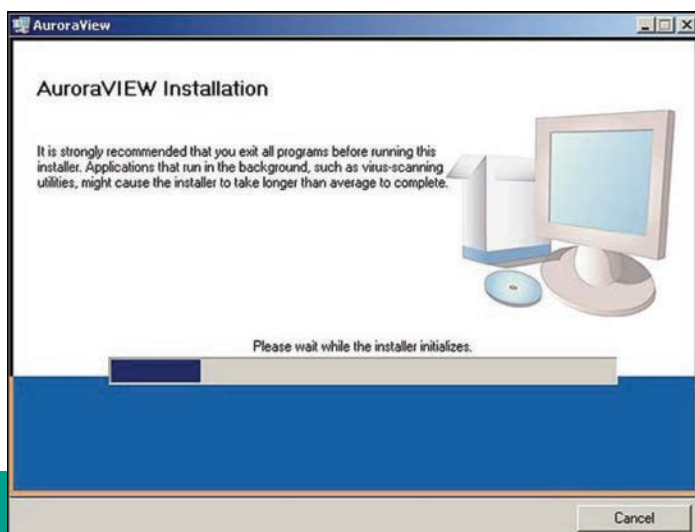 AuroraView
AuroraVIEW Installation
It is strongly recommended that you exit all programs before running this
installer. Applications that run in the background, such as virus-scanning
utilities, might cause the installer to take longer than average to complete.
Please wait while the installer initializes.
Cancel